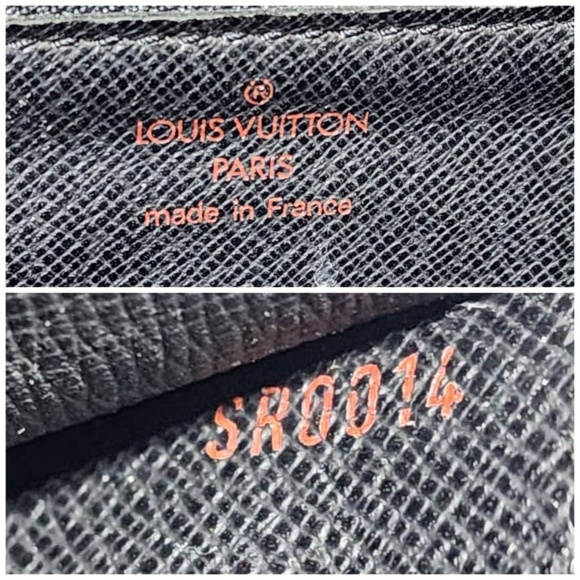 ®
LOUIS VUITTON
PARIS
made in France
SR0014